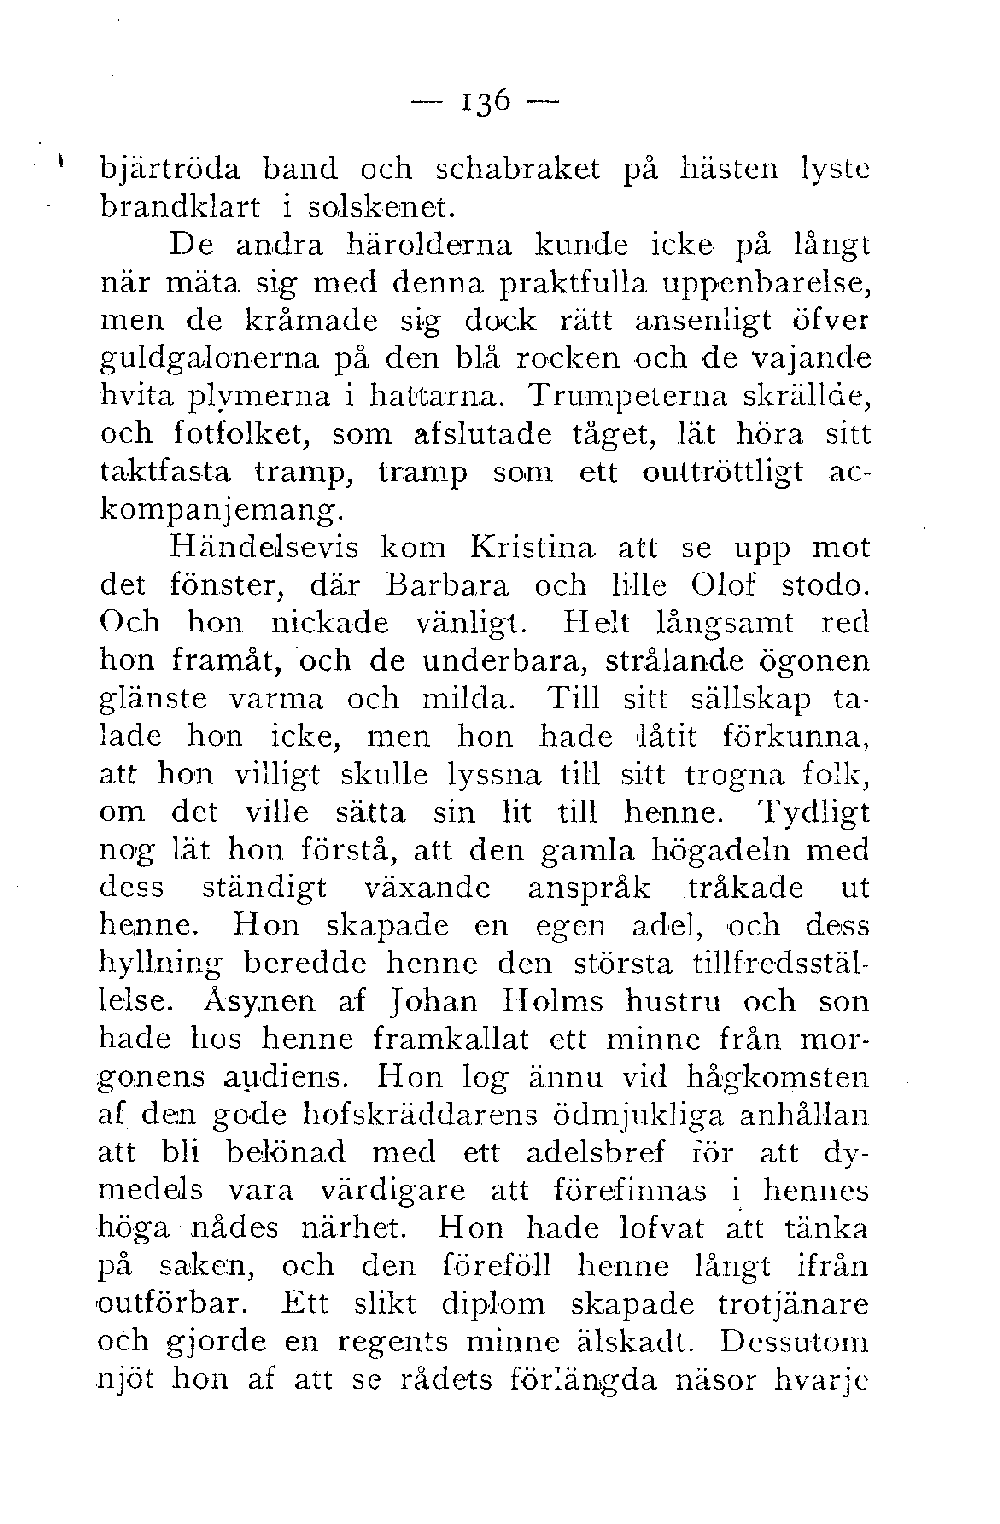 — 136 —
bjärtröda band och schabraket på hästen lyste
brandklart i solskenet.
De andra härolderna kunde icke på långt
när mäta sig med denna praktfulla uppenbarelse,
men de kråmade sig dock rätt ansenligt öfver
guldgalonerna på den blå rocken och de vajande
hvita plymerna i hattarna. Trumpeterna skrällde,
och fotfolket, som afslutade tåget, lät höra sitt
taktfasta tramp, tramp som ett outtröttligt ac-
kompanjemang.
Händelsevis kom Kristina att se upp mot
det fönster, där Barbara och lille Olof stodo.
Och hon nickade vänligt. Helt långsamt red
hon framåt, och de underbara, strålande ögonen
glänste varma och milda. Till sitt sällskap ta-
lade hon icke, men hon hade låtit förkunna,
att hon villigt skulle lyssna till sitt trogna folk,
om det ville sätta sin lit till henne. Tydligt
nog lät hon förstå, att den gamla högadeln med
dess ständigt växande anspråk tråkade ut
henne. Hon skapade en egen adel, och dess
hyllning beredde henne den största tillfredsstäl-
lelse. Åsynen af Johan Holms hustru och son
hade hos henne framkallat ett minne från mor-
gonens audiens. Hon log ännu vid hågkomsten
af den gode hofskräddarens ödmjukliga anhållan
att bli belönad med ett adelsbref för att dy-
medels vara värdigare att förefinnas i hennes
höga nådes närhet. Hon hade lofvat att tänka
på saken, och den föreföll henne långt ifrån
outförbar. Ett slikt diplom skapade trotjänare
och gjorde en regents minne älskadt. Dessutom
njöt hon af att se rådets förlängda näsor hvarje